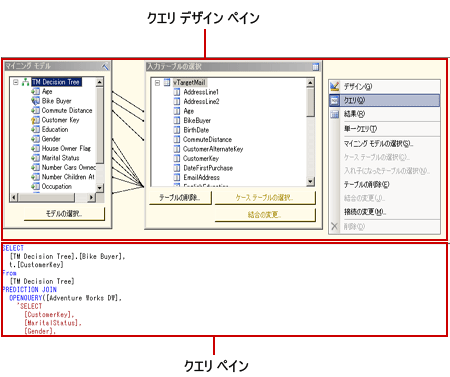 クエリ デザイン ペイン
マイニング モデル
TM Decision Tree
Age
Bike Buyer
Commute Distance
Customer Key
Education
Gender
House Owner Flag
Marital Status
Number Cars Owned
Number Children At
Occupation
モデルの選択...
入力テーブルの選択
vTargetMail
AddressLine1
AddressLine2
Age
BikeBuyer
BirthDate
CommuteDistance
CustomerAlternateKey
CustomerKey
DateFirstPurchase
EmailAddress
EnglishEducation
テーブルの削除...
ケース テーブルの選択...
結合の変更...
デザイン(G)
クエリ(Q)
結果(R)
単一クエリ(T)
マイニング モデルの選択(S)...
ケース テーブルの選択(C)...
入れ子になったテーブルの選択(N)...
テーブルの削除(E)
結合の変更(J)...
接続の変更(M)...
削除(D)
SELECT
[TM Decision Tree].[Bike Buyer],
t.[CustomerKey]
From
[TM Decision Tree]
PREDICTION JOIN
OPENQUERY([Adventure Works DW],
'SELECT
[CustomerKey],
[MaritalStatus],
[Gender],
クエリ ペイン